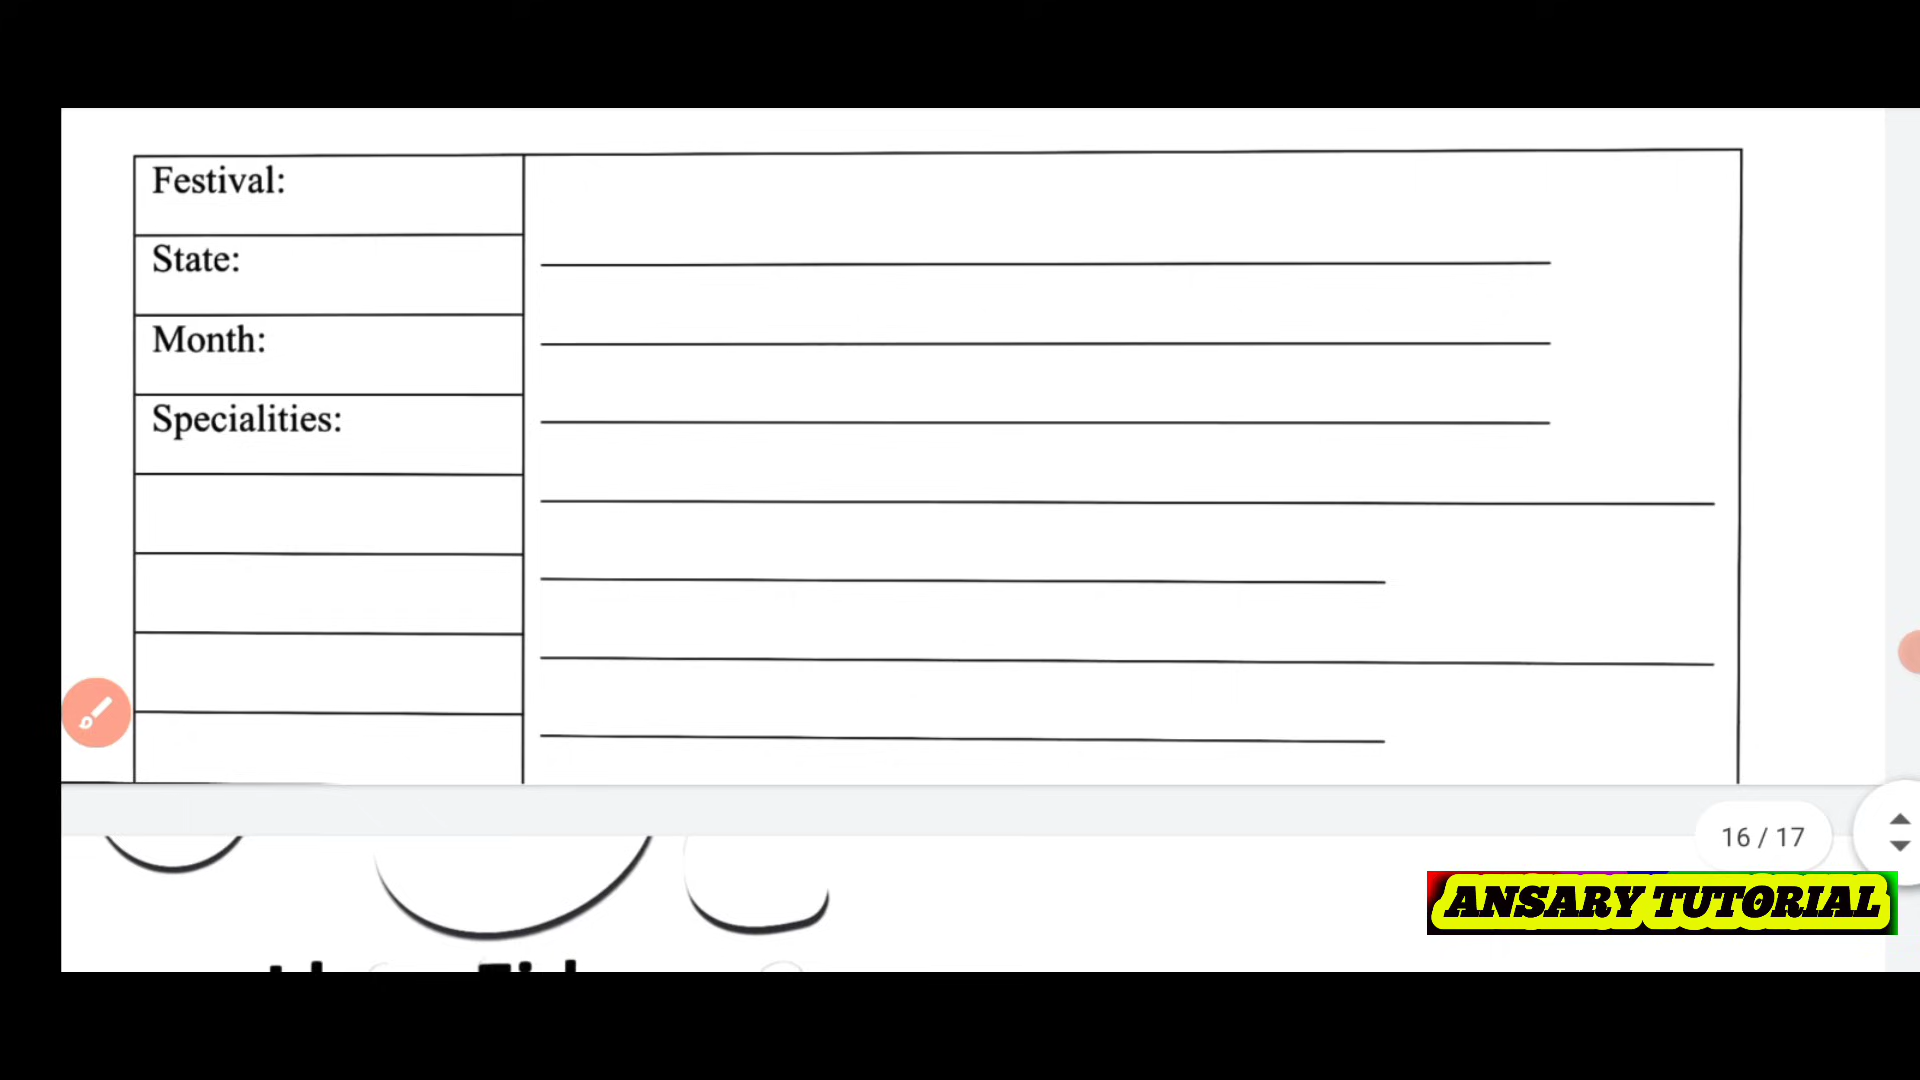 Festival:
State:
Month:
Specialities:
16 / 17
ANSARY TUTORIAL